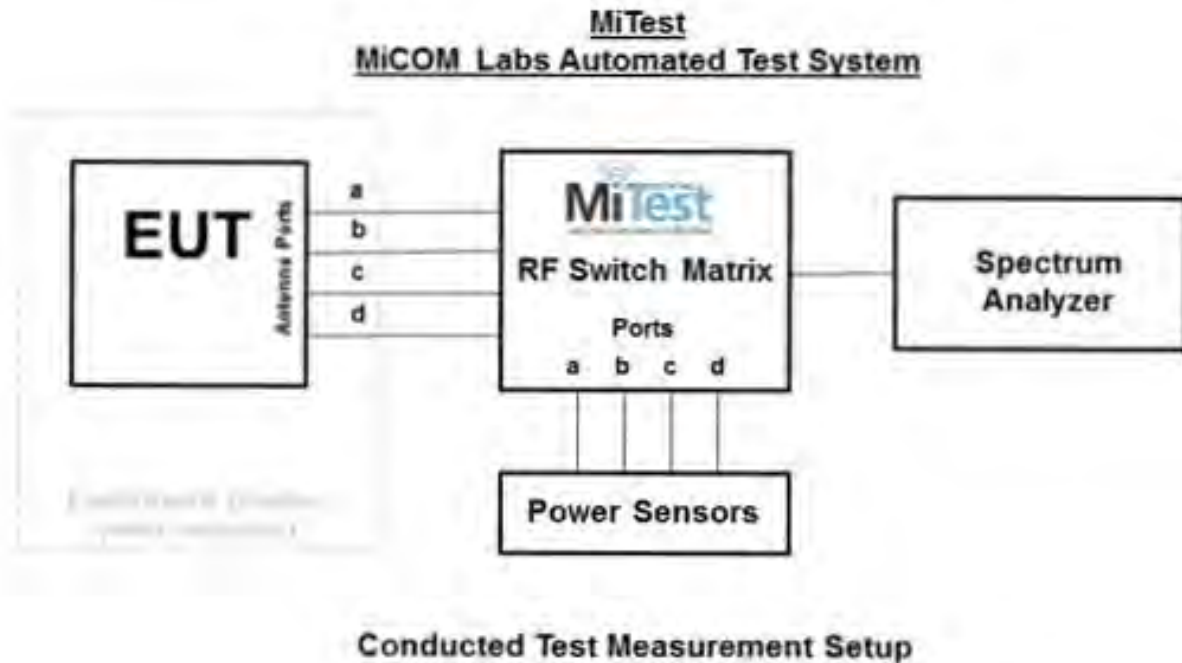 MiTest
MiCOM Labs Automated Test System
EUT
Antenna Ports
a
b
c
d
MiTest
RF Switch Matrix
Ports
a b c d
Spectrum
Analyzer
Power Sensors
Conducted Test Measurement Setup